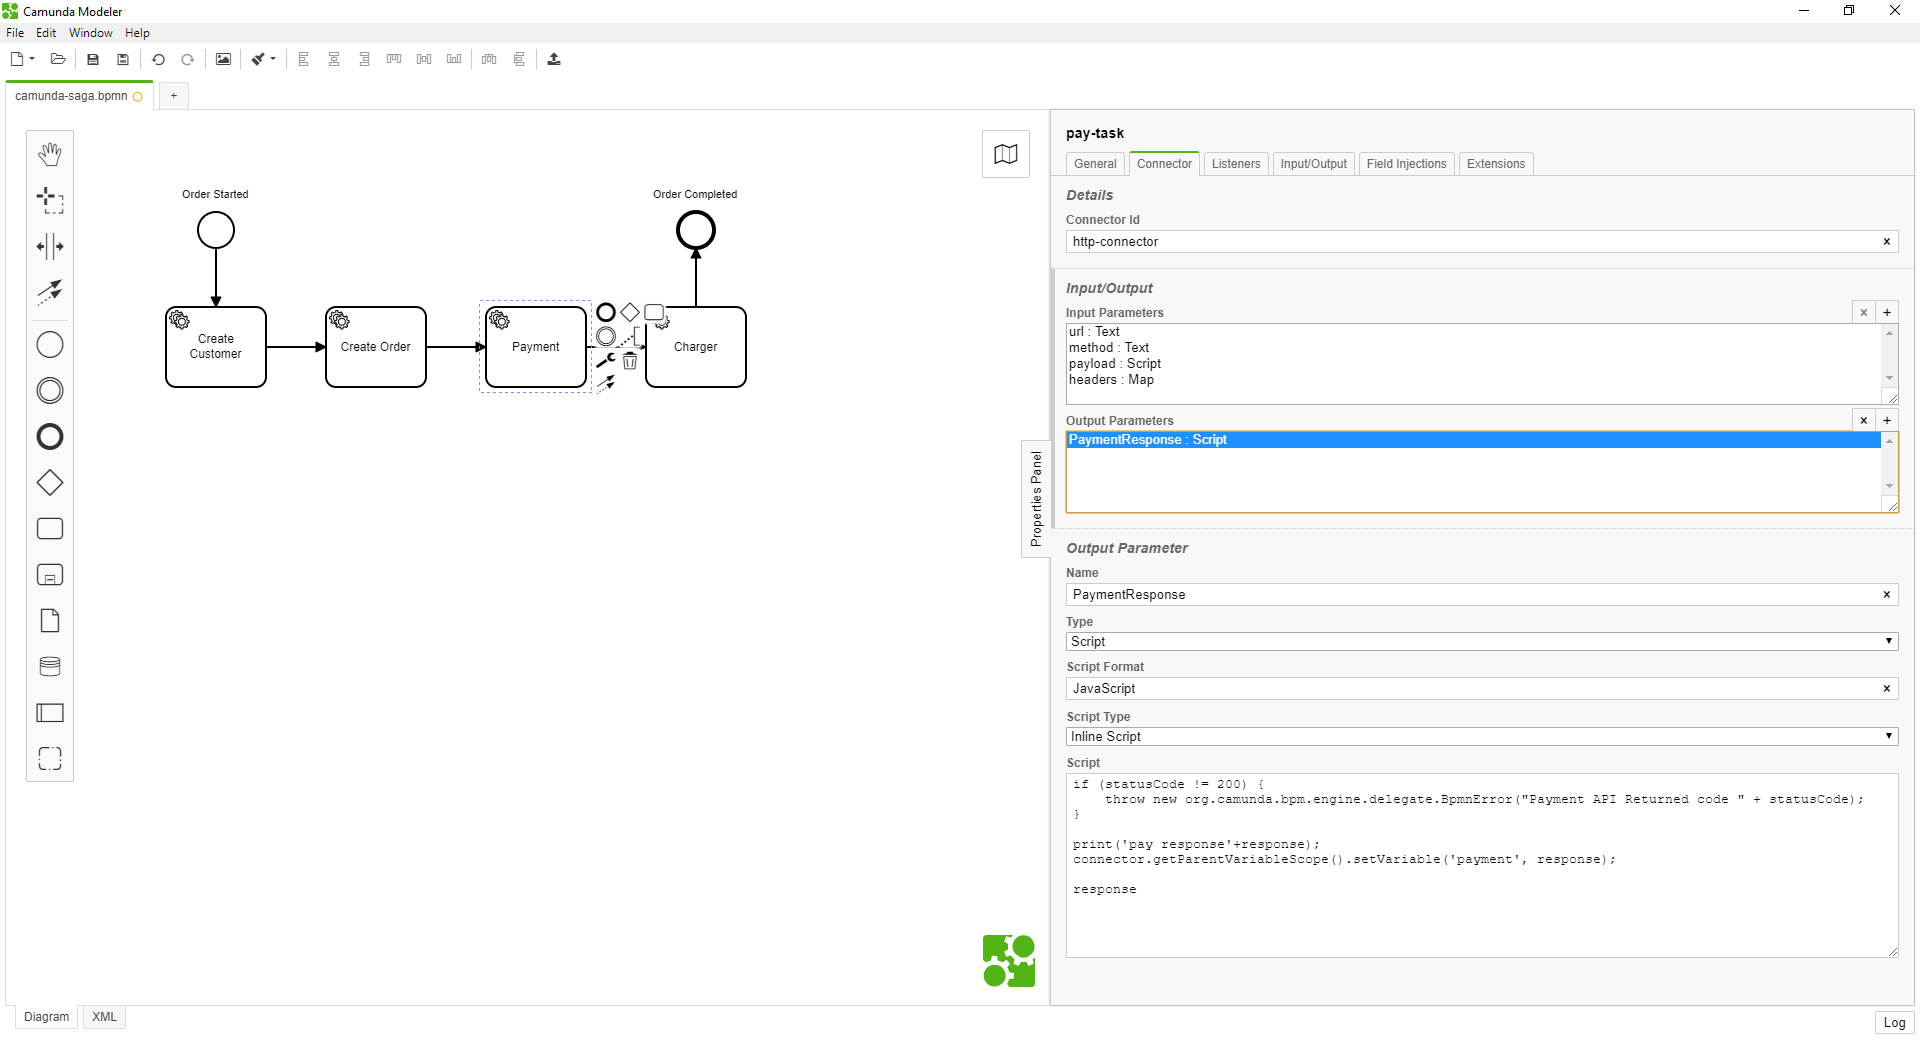 Camunda Modeler
File Edit Window Help
camunda-saga.bpmn
+
Order Started
Order Completed
Create
Customer
Create Order
Payment
Charger
Properties Panel
pay-task
General Connector Listeners Input/Output Field Injections Extensions
Details
Connector Id
http-connector
Input/Output
Input Parameters
url : Text
method : Text
payload : Script
headers : Map
Output Parameters
PaymentResponse : Script
Output Parameter
Name
PaymentResponse
Type
Script
Script Format
JavaScript
Script Type
Inline Script
Script
if (statusCode != 200) {
    throw new org.camunda.bpm.engine.delegate.BpmnError("Payment API Returned code " + statusCode);
}
print('pay response'+response);
connector.getParentVariableScope().setVariable('payment', response);
response
Diagram XML
Log